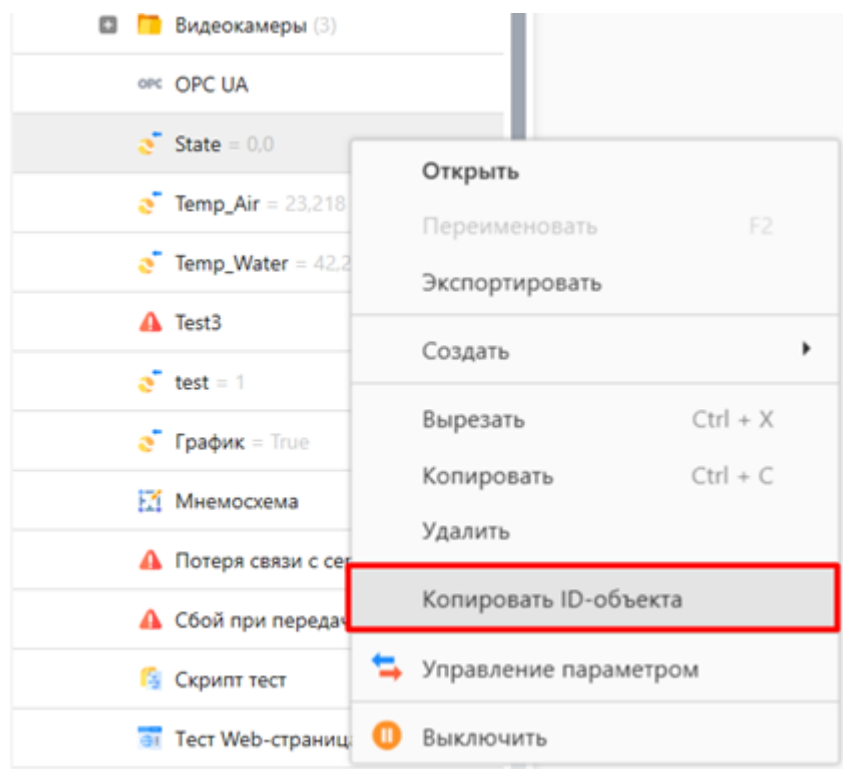 Видеокамеры (3)
OPC OPC UA
State = 0,0
Temp_Air = 23,218
Temp_Water = 42,2
Test3
test = 1
График = True
Мнемосхема
Потеря связи с сер
Сбой при передач
Скрипт тест
Тест Web-страница
Открыть
Переименовать F2
Экспортировать
Создать
Вырезать Ctrl + X
Копировать Ctrl + C
Удалить
Копировать ID-объекта
Управление параметром
Выключить